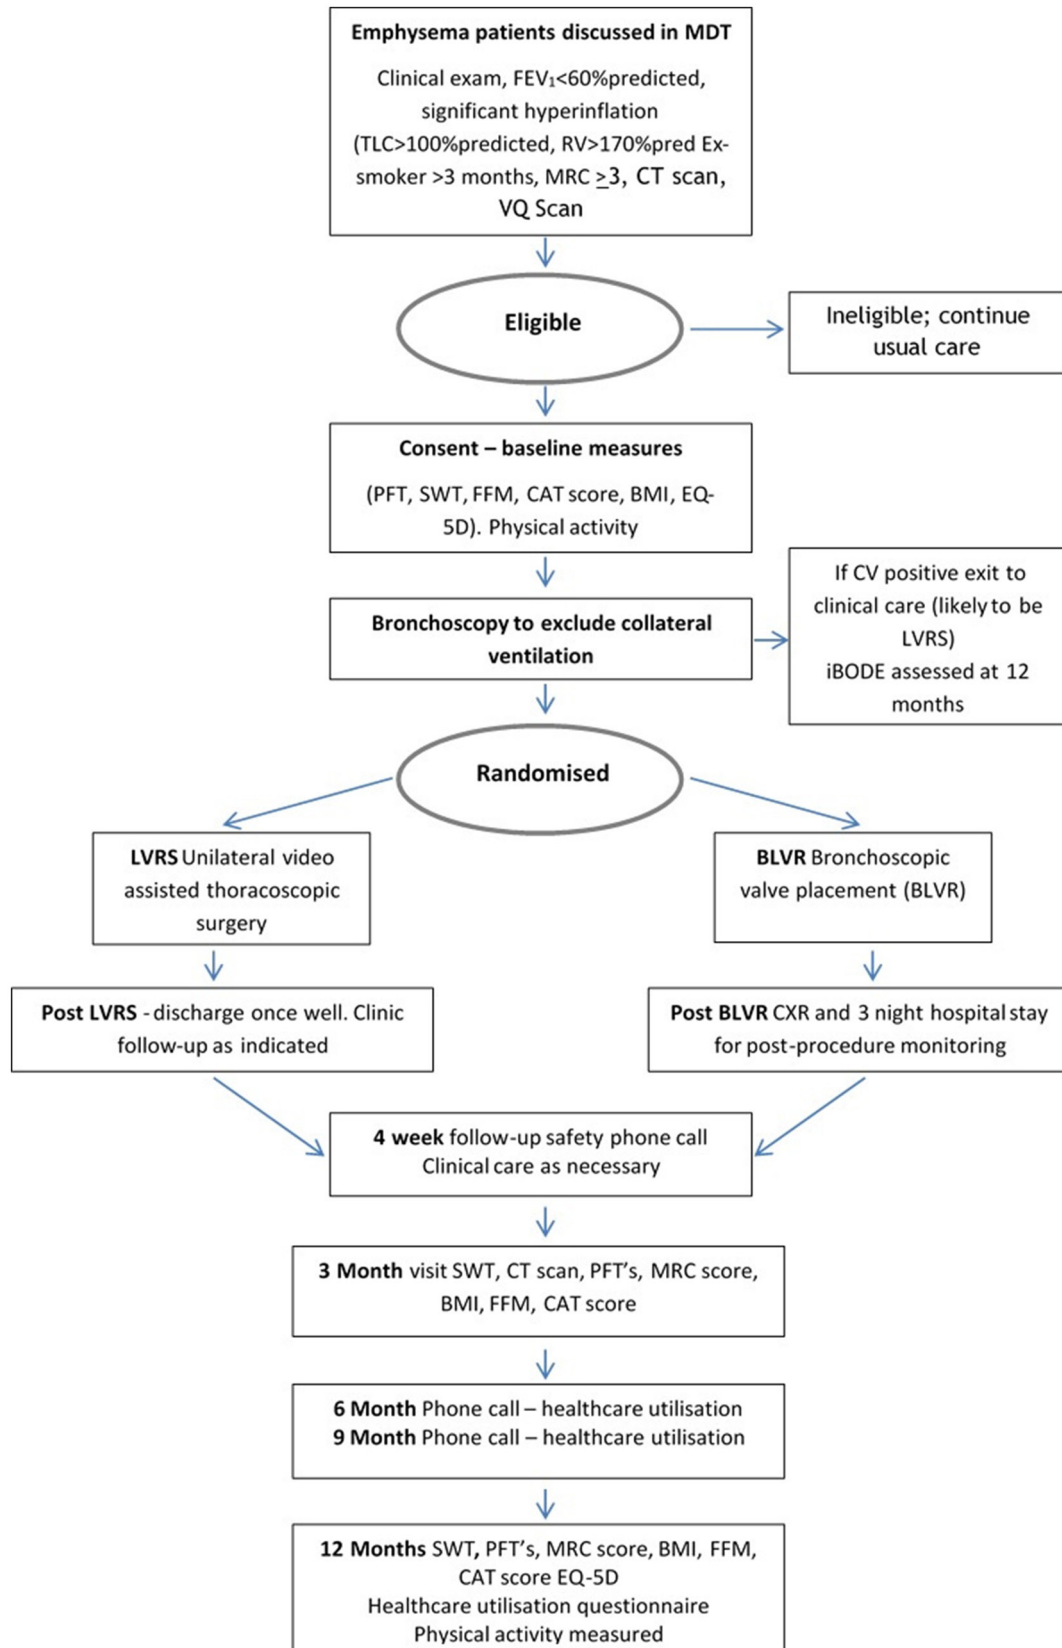 Emphysema patients discussed in MDT
Clinical exam, FEV₁<60%predicted,
significant hyperinflation
(TLC>100%predicted, RV>170%pred Ex-
smoker >3 months, MRC ≥3, CT scan,
VQ Scan
Eligible
Ineligible; continue
usual care
Consent – baseline measures
(PFT, SWT, FFM, CAT score, BMI, EQ-
5D). Physical activity
Bronchoscopy to exclude collateral
ventilation
If CV positive exit to
clinical care (likely to be
LVRS)
iBODE assessed at 12
months
Randomised
LVRS Unilateral video
assisted thoracoscopic
surgery
BLVR Bronchoscopic
valve placement (BLVR)
Post LVRS - discharge once well. Clinic
follow-up as indicated
Post BLVR CXR and 3 night hospital stay
for post-procedure monitoring
4 week follow-up safety phone call
Clinical care as necessary
3 Month visit SWT, CT scan, PFT's, MRC score,
BMI, FFM, CAT score
6 Month Phone call – healthcare utilisation
9 Month Phone call – healthcare utilisation
12 Months SWT, PFT's, MRC score, BMI, FFM,
CAT score EQ-5D
Healthcare utilisation questionnaire
Physical activity measured